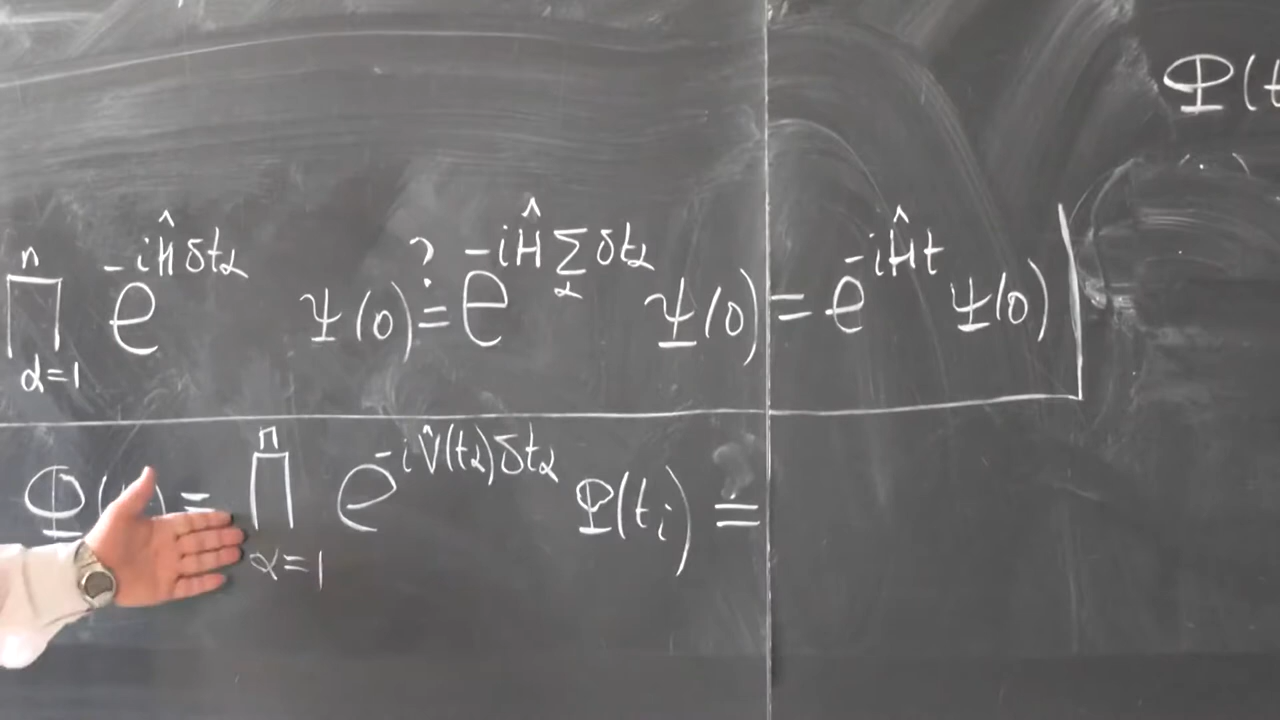 Φ(t
∏_{α=1}^{n} e^{-iĤδt_α} Ψ(0) ?= e^{-iĤ∑_α δt_α} Ψ(0) = e^{-iĤt} Ψ(0)
Φ( = ∏_{α=1}^{n} e^{-iV̂(t_α)δt_α} Φ(t_i) =